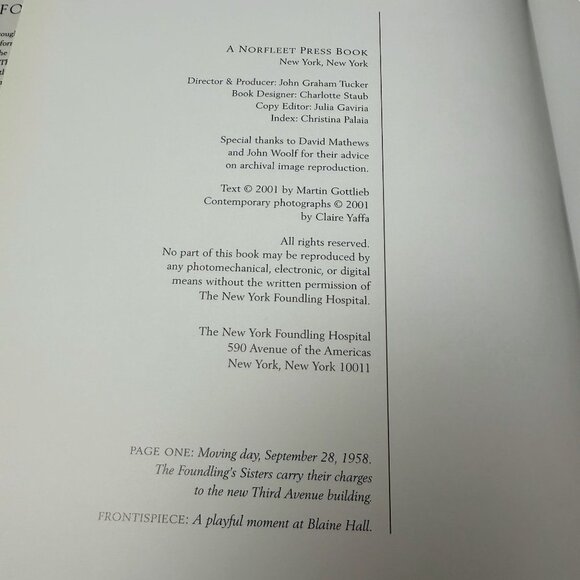 A NORFLEET PRESS BOOK
New York, New York
Director & Producer: John Graham Tucker
Book Designer: Charlotte Staub
Copy Editor: Julia Gaviria
Index: Christina Palaia
Special thanks to David Mathews
and John Woolf for their advice
on archival image reproduction.
Text © 2001 by Martin Gottlieb
Contemporary photographs © 2001
by Claire Yaffa
All rights reserved.
No part of this book may be reproduced by
any photomechanical, electronic, or digital
means without the written permission of
The New York Foundling Hospital.
The New York Foundling Hospital
590 Avenue of the Americas
New York, New York 10011
PAGE ONE: Moving day, September 28, 1958.
The Foundling's Sisters carry their charges
to the new Third Avenue building.
FRONTISPIECE: A playful moment at Blaine Hall.